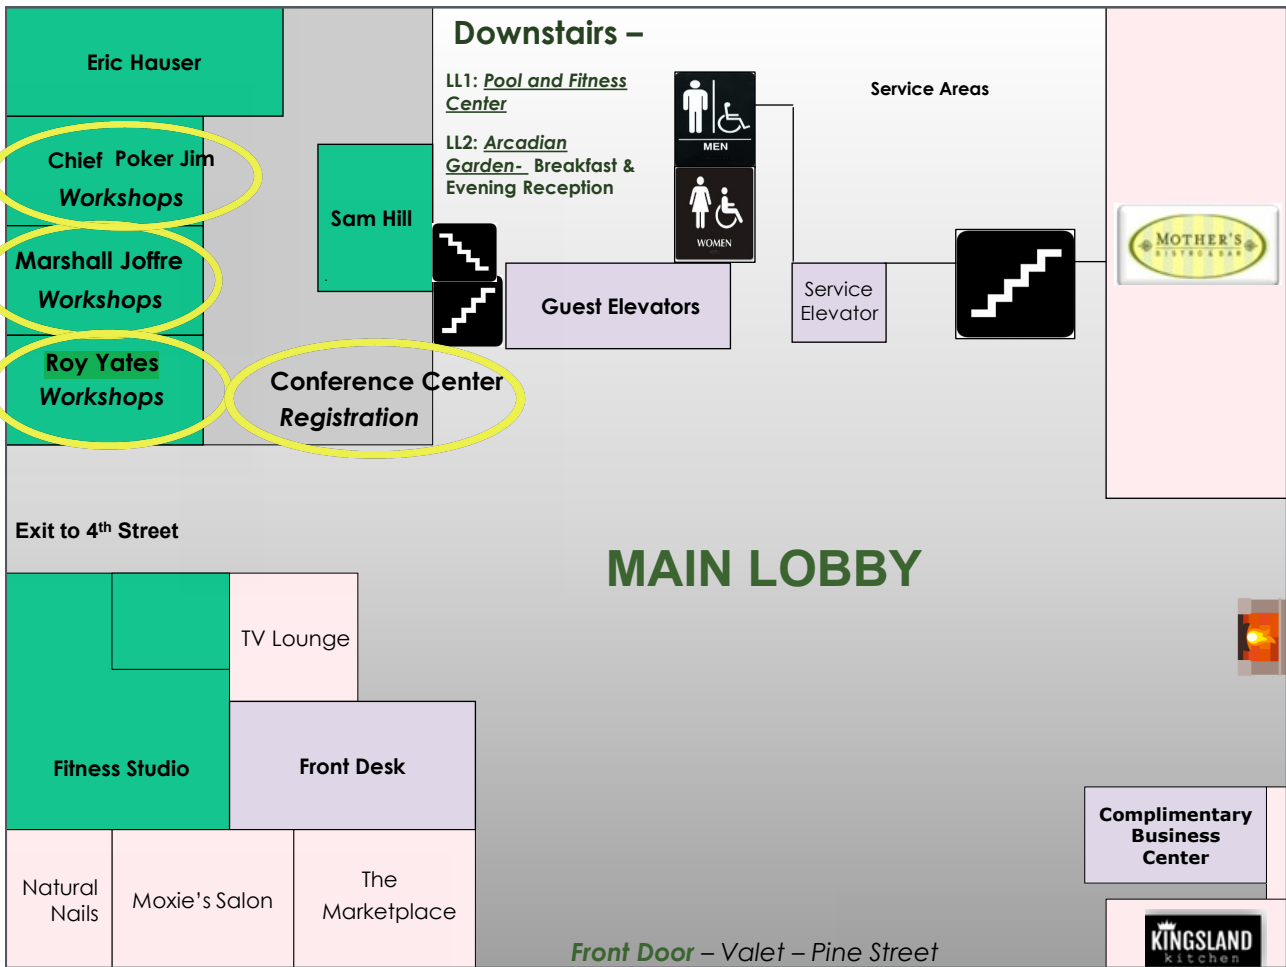 Downstairs –
Eric Hauser
LL1: Pool and Fitness
Center
Service Areas
MEN
LL2: Arcadian
Garden- Breakfast &
Evening Reception
Chief Poker Jim
Workshops
Sam Hill
WOMEN
MOTHER'S
BISTRO & BAR
Marshall Joffre
Workshops
Guest Elevators
Service
Elevator
Roy Yates
Workshops
Conference Center
Registration
Exit to 4th Street
MAIN LOBBY
TV Lounge
Fitness Studio
Front Desk
Complimentary
Business
Center
Natural
Nails
Moxie's Salon
The
Marketplace
KINGSLAND
kitchen
Front Door – Valet – Pine Street